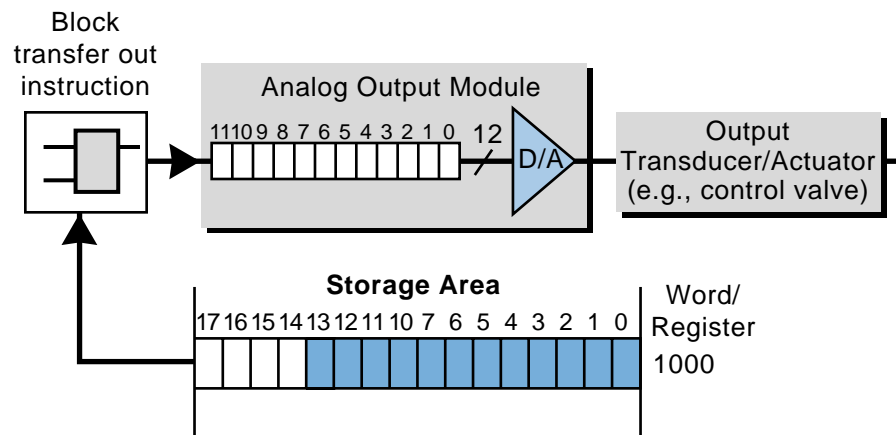 Block
transfer out
instruction
Analog Output Module
11 10 9 8 7 6 5 4 3 2 1 0
12
D/A
Output
Transducer/Actuator
(e.g., control valve)
Storage Area
17 16 15 14 13 12 11 10 7 6 5 4 3 2 1 0
Word/
Register
1000